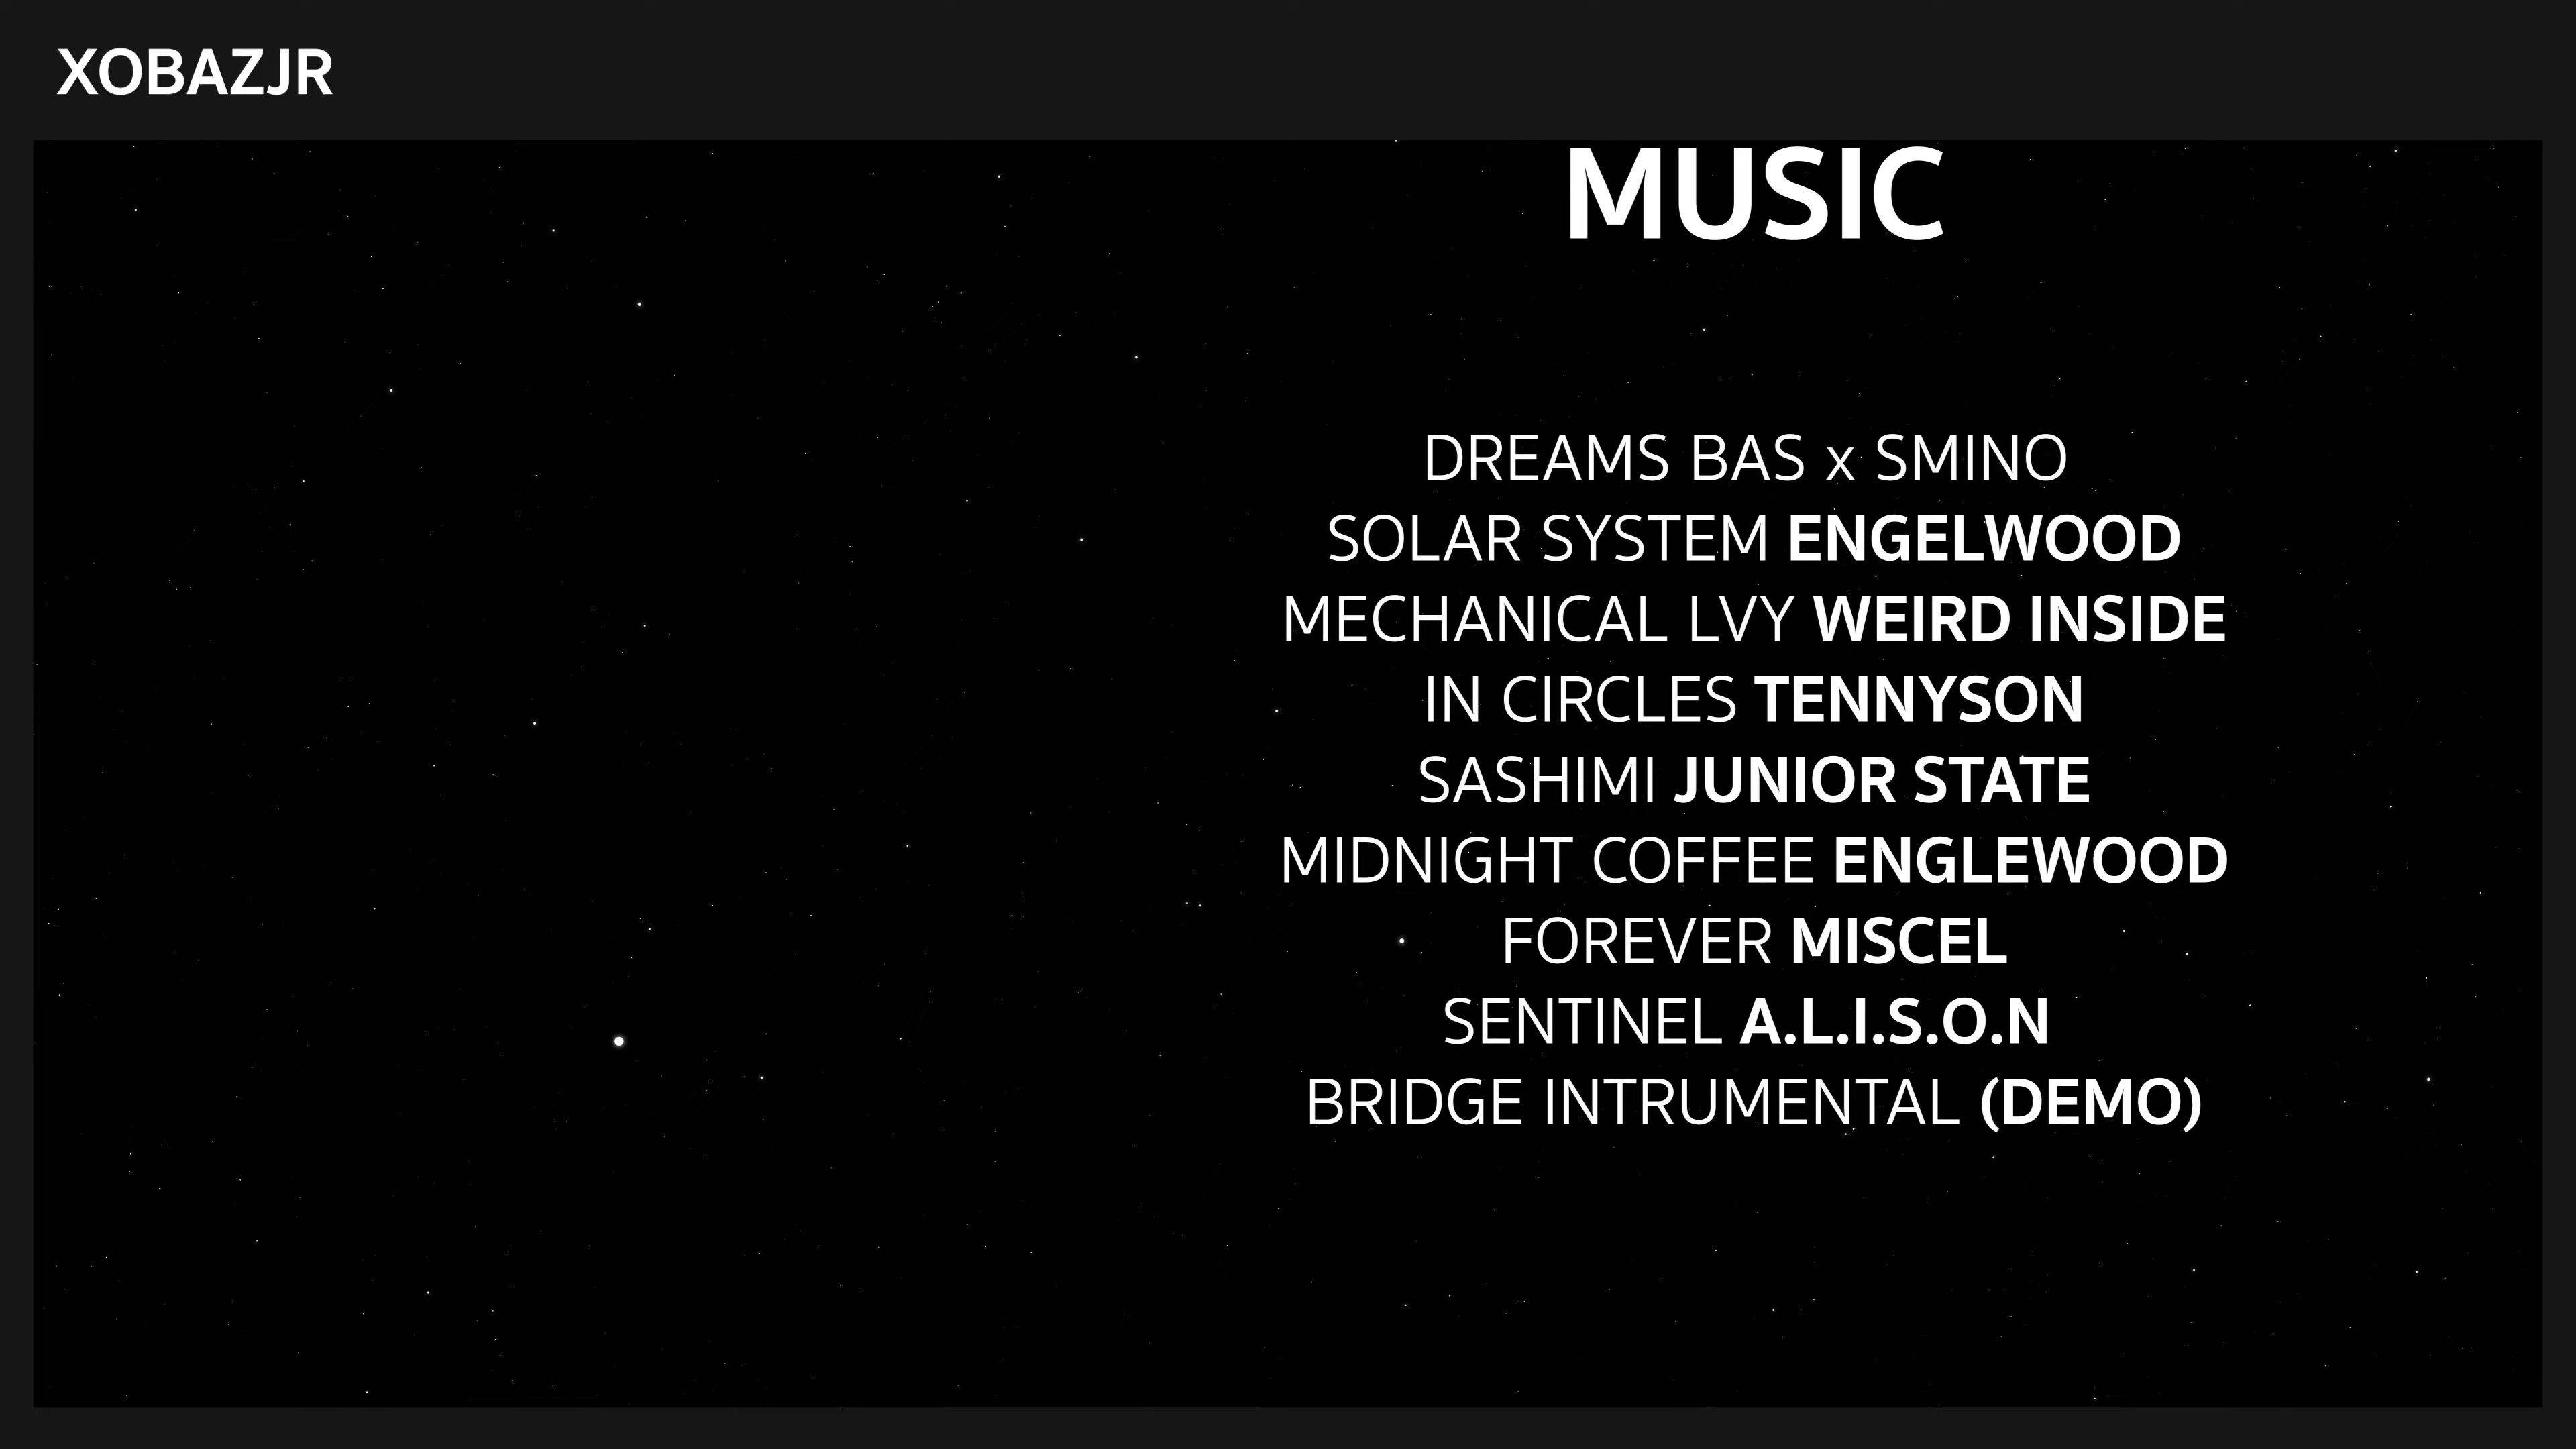 XOBAZJR
MUSIC
DREAMS BAS x SMINO
SOLAR SYSTEM ENGELWOOD
MECHANICAL LVY WEIRD INSIDE
IN CIRCLES TENNYSON
SASHIMI JUNIOR STATE
MIDNIGHT COFFEE ENGLEWOOD
FOREVER MISCEL
SENTINEL A.L.I.S.O.N
BRIDGE INTRUMENTAL (DEMO)